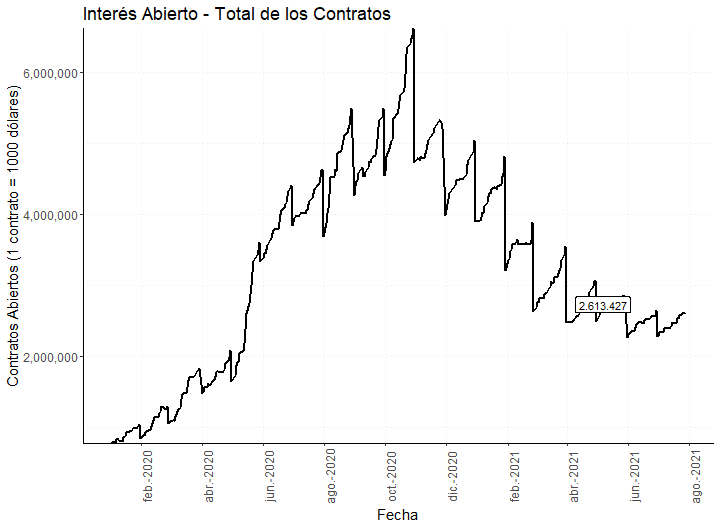 Interés Abierto - Total de los Contratos
Contratos Abiertos (1 contrato = 1000 dólares)
6,000,000
4,000,000
2,000,000
2.613.427
feb.-2020
abr.-2020
jun.-2020
ago.-2020
oct.-2020
dic.-2020
feb.-2021
abr.-2021
jun.-2021
ago.-2021
Fecha